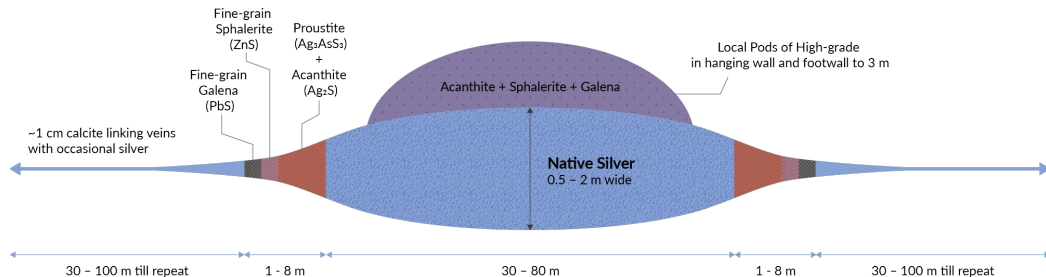 Fine-grain
Sphalerite
(ZnS)
Proustite
(Ag₃AsS₃)
+
Acanthite
(Ag₂S)
Fine-grain
Galena
(PbS)
Local Pods of High-grade
in hanging wall and footwall to 3 m
Acanthite + Sphalerite + Galena
~1 cm calcite linking veins
with occasional silver
Native Silver
0.5 – 2 m wide
30 – 100 m till repeat
1 - 8 m
30 – 80 m
1 - 8 m
30 – 100 m till repeat